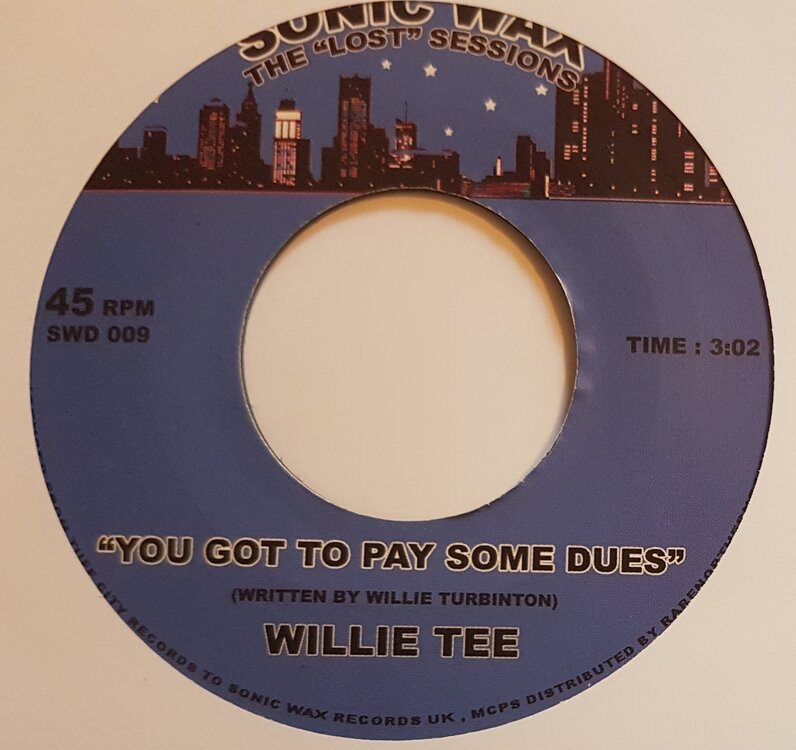 SONIC WAX
THE "LOST" SESSIONS
45 RPM
SWD 009
TIME : 3:02
"YOU GOT TO PAY SOME DUES"
(WRITTEN BY WILLIE TURBINTON)
WILLIE TEE
TUFF CITY RECORDS TO SONIC WAX RECORDS UK . MCPS DISTRIBUTED BY